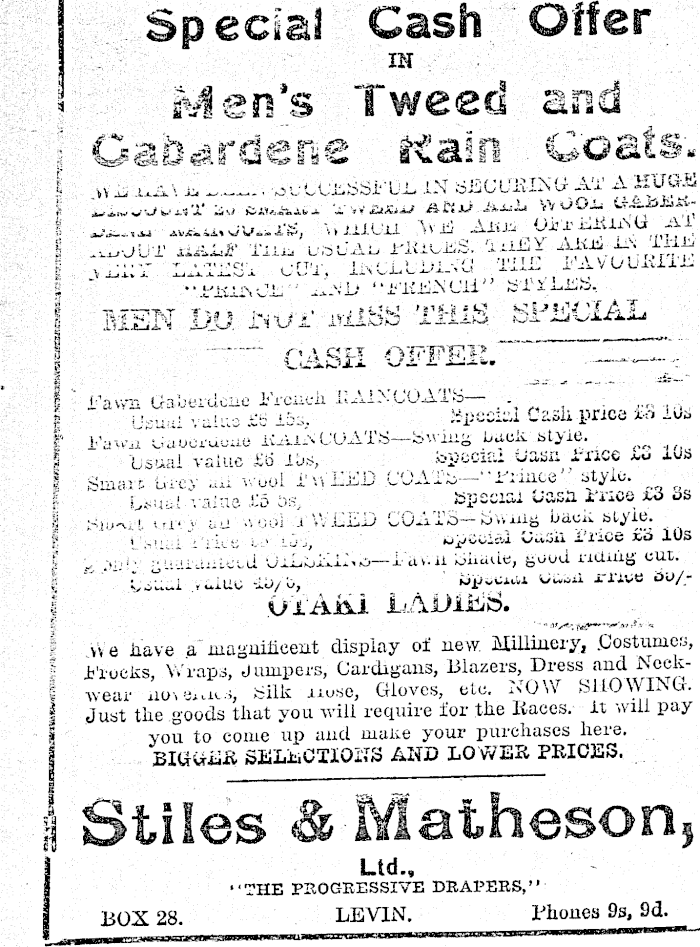 Special Cash Offer
IN
Men's Tweed and
Gabardene Rain Coats.
WE HAVE BEEN SUCCESSFUL IN SECURING AT A HUGE
DISCOUNT 20 SMART TWEED AND ALL WOOL GABER-
DENE RAINCOATS, WHICH WE ARE OFFERING AT
ABOUT HALF THE USUAL PRICES. THEY ARE IN THE
VERY LATEST CUT, INCLUDING THE FAVOURITE
"PRINCE" AND "FRENCH" STYLES.
MEN DO NOT MISS THIS SPECIAL
CASH OFFER.
Fawn Gaberdene French RAINCOATS—
Usual value £6 15s, Special Cash price £3 10s
Fawn Gaberdene RAINCOATS—Swing back style.
Usual value £6 15s, Special Cash Price £3 10s
Smart Grey all wool TWEED COATS—"Prince" style.
Usual value £5 5s, Special Cash Price £3 3s
Smart Grey all wool TWEED COATS—Swing back style.
Usual Price 15s, Special Cash Price £3 10s
guaranteed OILSKINS—Fawn Shade, good riding cut.
Usual value 45/6, Special Cash Price 35/-
OTAKI LADIES.
We have a magnificent display of new Millinery, Costumes,
Frocks, Wraps, Jumpers, Cardigans, Blazers, Dress and Neck-
wear novelties, Silk Hose, Gloves, etc. NOW SHOWING.
Just the goods that you will require for the Races. It will pay
you to come up and make your purchases here.
BIGGER SELECTIONS AND LOWER PRICES.
Stiles & Matheson,
Ltd.,
"THE PROGRESSIVE DRAPERS,"
BOX 28. LEVIN. Phones 9s, 9d.